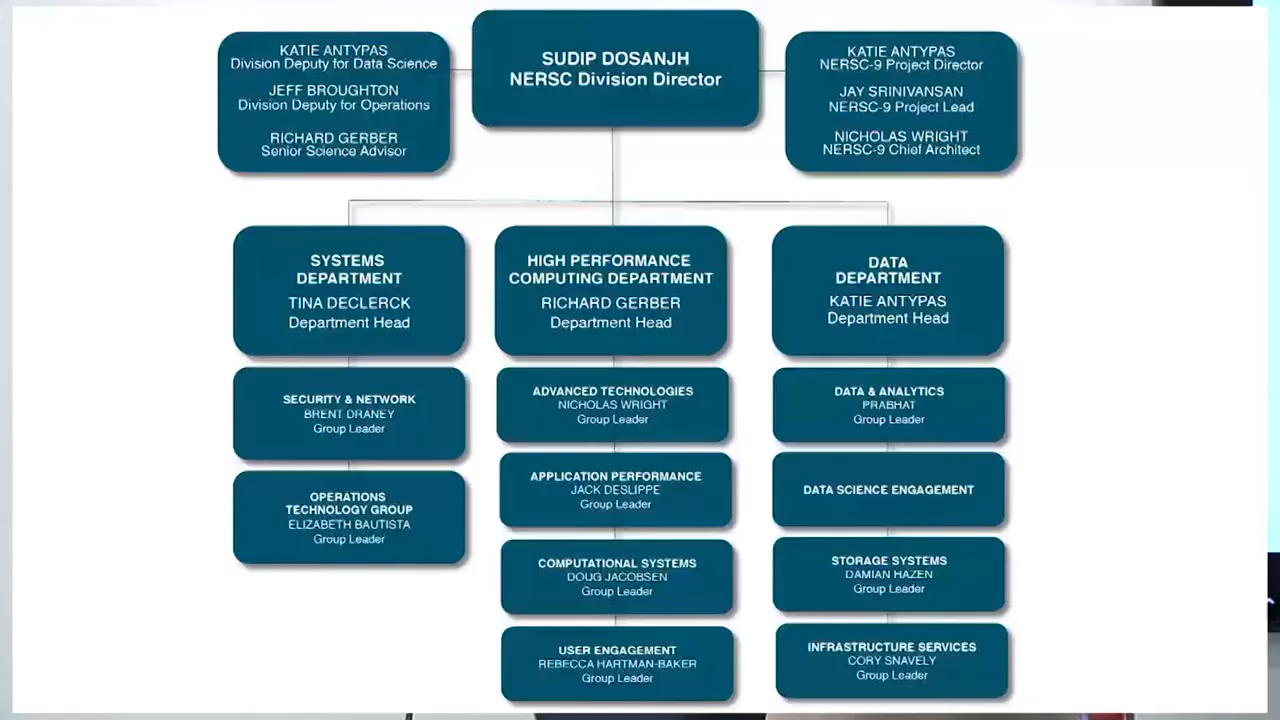 KATIE ANTYPAS
Division Deputy for Data Science
JEFF BROUGHTON
Division Deputy for Operations
RICHARD GERBER
Senior Science Advisor
SUDIP DOSANJH
NERSC Division Director
KATIE ANTYPAS
NERSC-9 Project Director
JAY SRINIVANSAN
NERSC-9 Project Lead
NICHOLAS WRIGHT
NERSC-9 Chief Architect
SYSTEMS
DEPARTMENT
TINA DECLERCK
Department Head
SECURITY & NETWORK
BRENT DRANEY
Group Leader
OPERATIONS
TECHNOLOGY GROUP
ELIZABETH BAUTISTA
Group Leader
HIGH PERFORMANCE
COMPUTING DEPARTMENT
RICHARD GERBER
Department Head
ADVANCED TECHNOLOGIES
NICHOLAS WRIGHT
Group Leader
APPLICATION PERFORMANCE
JACK DESLIPPE
Group Leader
COMPUTATIONAL SYSTEMS
DOUG JACOBSEN
Group Leader
USER ENGAGEMENT
REBECCA HARTMAN-BAKER
Group Leader
DATA
DEPARTMENT
KATIE ANTYPAS
Department Head
DATA & ANALYTICS
PRABHAT
Group Leader
DATA SCIENCE ENGAGEMENT
STORAGE SYSTEMS
DAMIAN HAZEN
Group Leader
INFRASTRUCTURE SERVICES
CORY SNAVELY
Group Leader